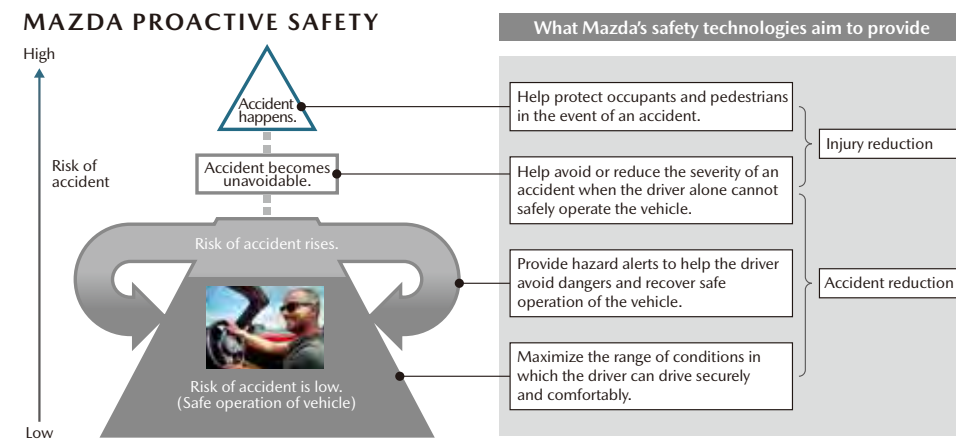 MAZDA PROACTIVE SAFETY
High
Risk of
accident
Low
Accident
happens.
Accident becomes
unavoidable.
Risk of accident rises.
Risk of accident is low.
(Safe operation of vehicle)
What Mazda's safety technologies aim to provide
Help protect occupants and pedestrians
in the event of an accident.
Help avoid or reduce the severity of an
accident when the driver alone cannot
safely operate the vehicle.
Provide hazard alerts to help the driver
avoid dangers and recover safe
operation of the vehicle.
Maximize the range of conditions in
which the driver can drive securely
and comfortably.
Injury reduction
Accident reduction